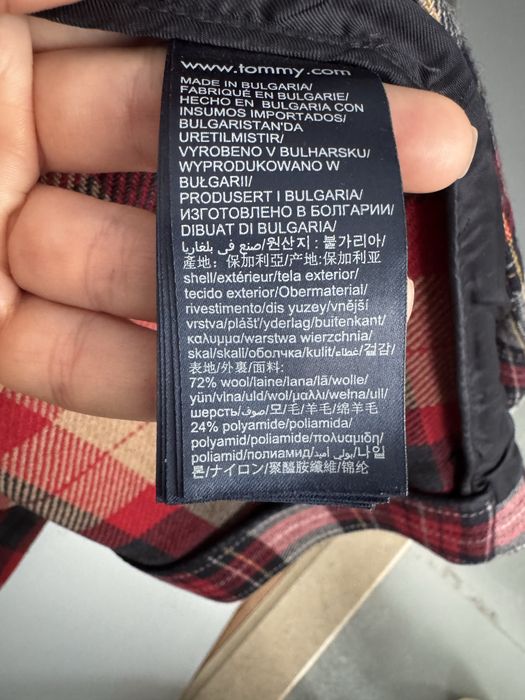 www.tommy.com
MADE IN BULGARIA/
FABRIQUÉ EN BULGARIE/
HECHO EN BULGARIA CON
INSUMOS IMPORTADOS/
BULGARISTAN'DA
URETILMISTIR/
VYROBENO V BULHARSKU/
WYPRODUKOWANO W
BUŁGARII/
PRODUSERT I BULGARIA/
ИЗГОТОВЛЕНО В БОЛГАРИИ/
DIBUAT DI BULGARIA/
صنع في بلغاريا/원산지 : 불가리아/
產地： 保加利亞/产地:保加利亚
shell/extérieur/tela exterior/
tecido exterior/Obermaterial/
rivestimento/dis yuzey/vnější
vrstva/plášť/yderlag/buitenkant/
καλυμμα/warstwa wierzchnia/
skal/skall/оболчка/kulit/غطاء/겉감/
表地/外裏/面料:
72% wool/laine/lana/lã/wolle/
yün/vlna/uld/wol/μαλλι/wełna/ull/
шерсть/صوف/모/毛/羊毛/绵羊毛
24% polyamide/poliamida/
polyamid/poliammide/πολυαμιδη/
poliamid/полиамид/بولي أميد/나일
론/ナイロン/聚醯胺纖維/锦纶